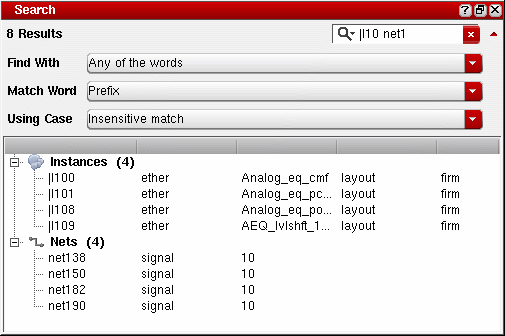 Search
8 Results
|I10 net1
Find With Any of the words
Match Word Prefix
Using Case Insensitive match
Instances (4)
|I100 ether Analog_eq_cmf layout firm
|I101 ether Analog_eq_pc... layout firm
|I108 ether Analog_eq_po... layout firm
|I109 ether AEQ_lvlshft_1... layout firm
Nets (4)
net138 signal 10
net150 signal 10
net182 signal 10
net190 signal 10